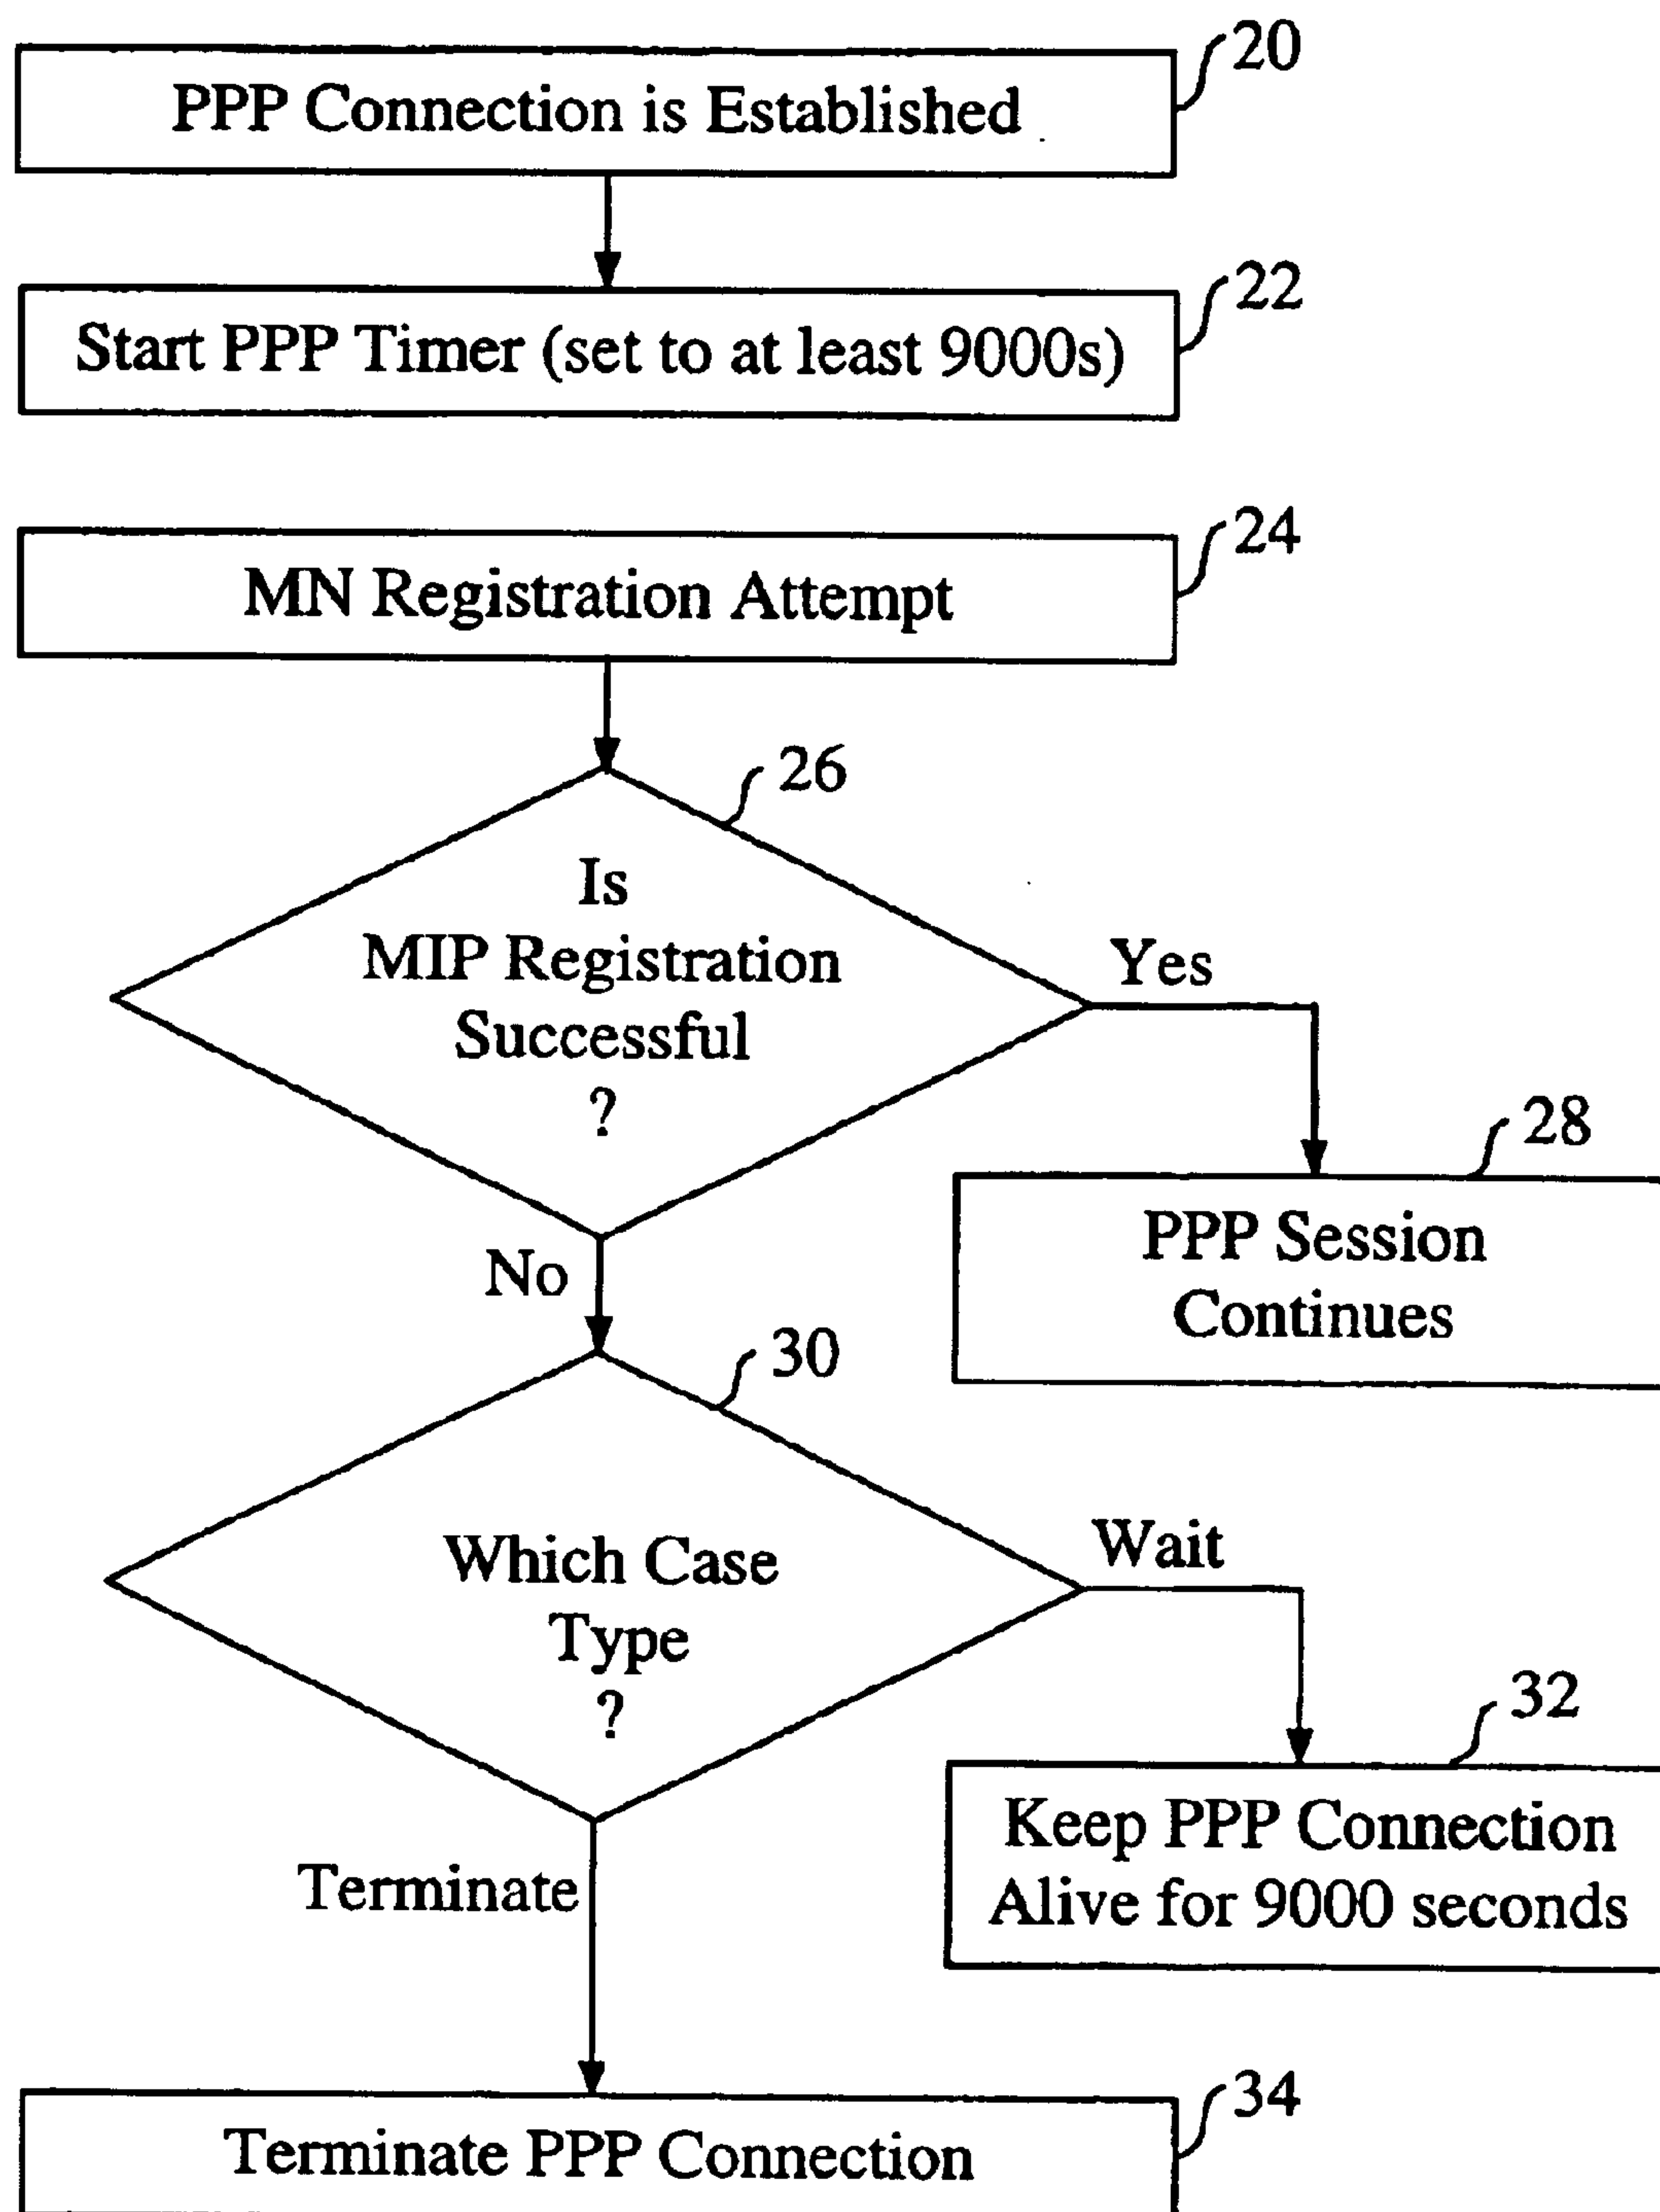 20
PPP Connection is Established
22
Start PPP Timer (set to at least 9000s)
24
MN Registration Attempt
26
Is
MIP Registration
Successful
?
Yes
28
PPP Session
Continues
No
30
Which Case
Type
?
Wait
32
Keep PPP Connection
Alive for 9000 seconds
Terminate
34
Terminate PPP Connection